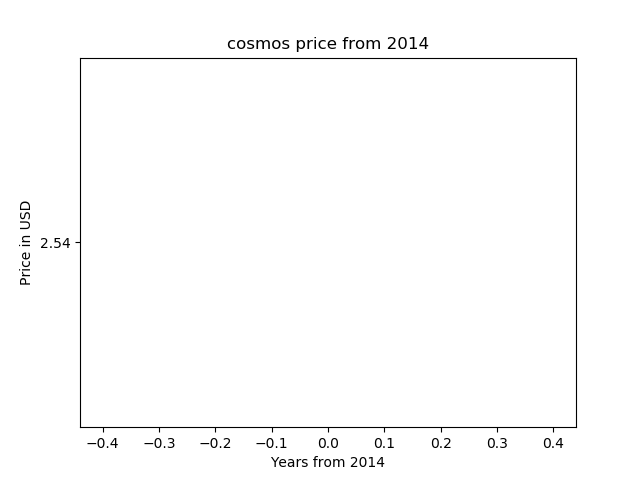 cosmos price from 2014
Price in USD
2.54
−0.4 −0.3 −0.2 −0.1 0.0 0.1 0.2 0.3 0.4
Years from 2014